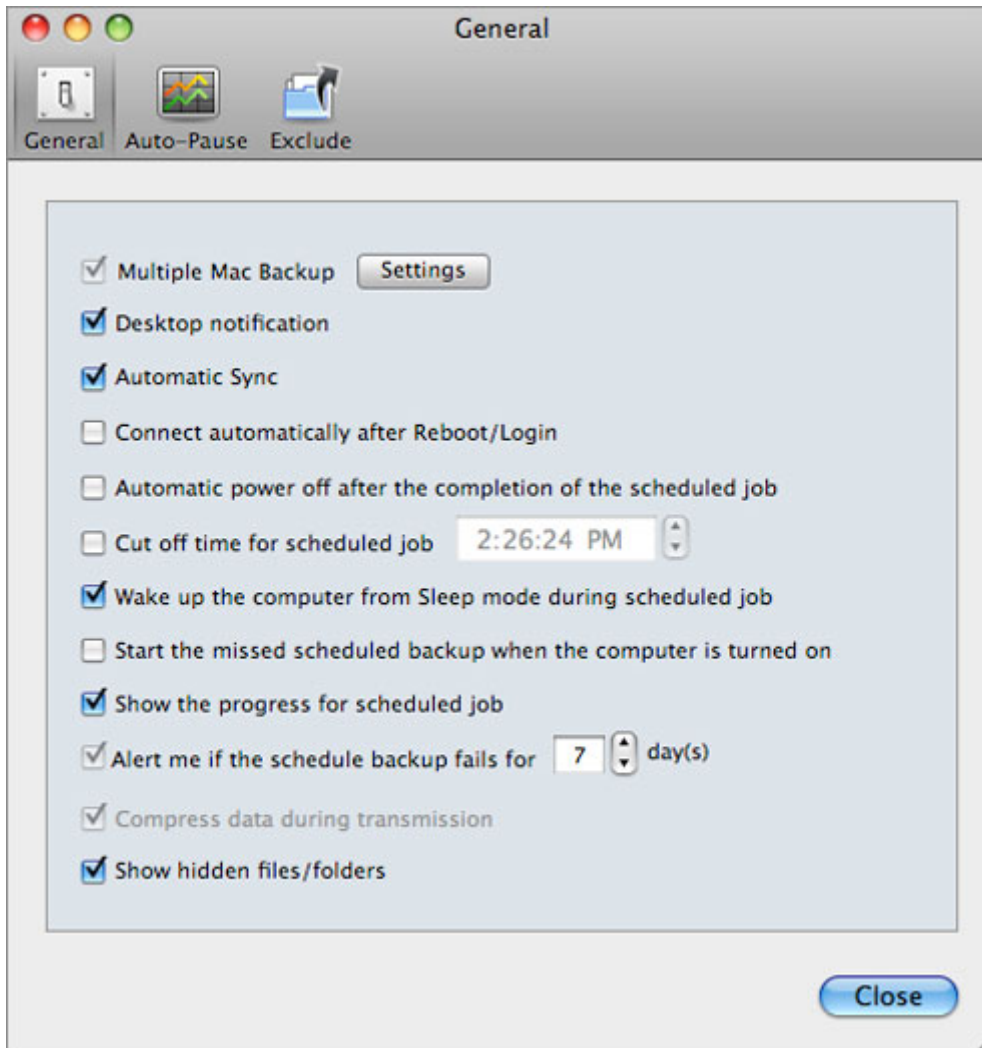 General
General Auto-Pause Exclude
Multiple Mac Backup Settings
Desktop notification
Automatic Sync
Connect automatically after Reboot/Login
Automatic power off after the completion of the scheduled job
Cut off time for scheduled job 2:26:24 PM
Wake up the computer from Sleep mode during scheduled job
Start the missed scheduled backup when the computer is turned on
Show the progress for scheduled job
Alert me if the schedule backup fails for 7 day(s)
Compress data during transmission
Show hidden files/folders
Close